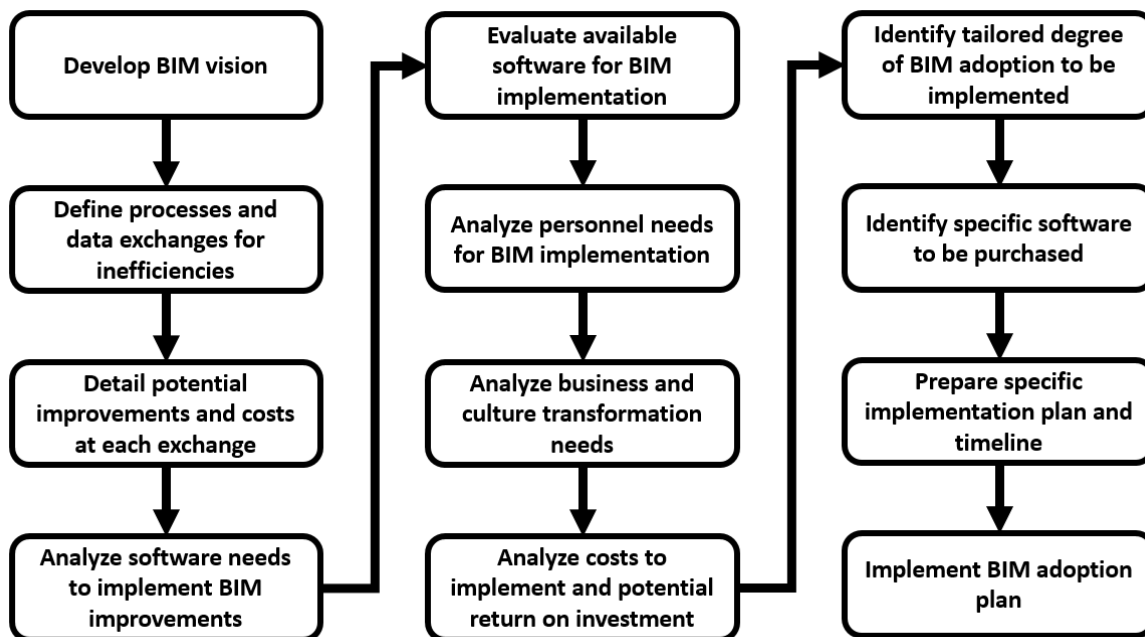 Develop BIM vision
Define processes and
data exchanges for
inefficiencies
Detail potential
improvements and costs
at each exchange
Analyze software needs
to implement BIM
improvements
Evaluate available
software for BIM
implementation
Analyze personnel needs
for BIM implementation
Analyze business and
culture transformation
needs
Analyze costs to
implement and potential
return on investment
Identify tailored degree
of BIM adoption to be
implemented
Identify specific software
to be purchased
Prepare specific
implementation plan and
timeline
Implement BIM adoption
plan